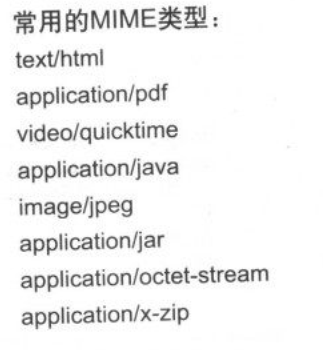 常用的MIME类型：
text/html
application/pdf
video/quicktime
application/java
image/jpeg
application/jar
application/octet-stream
application/x-zip